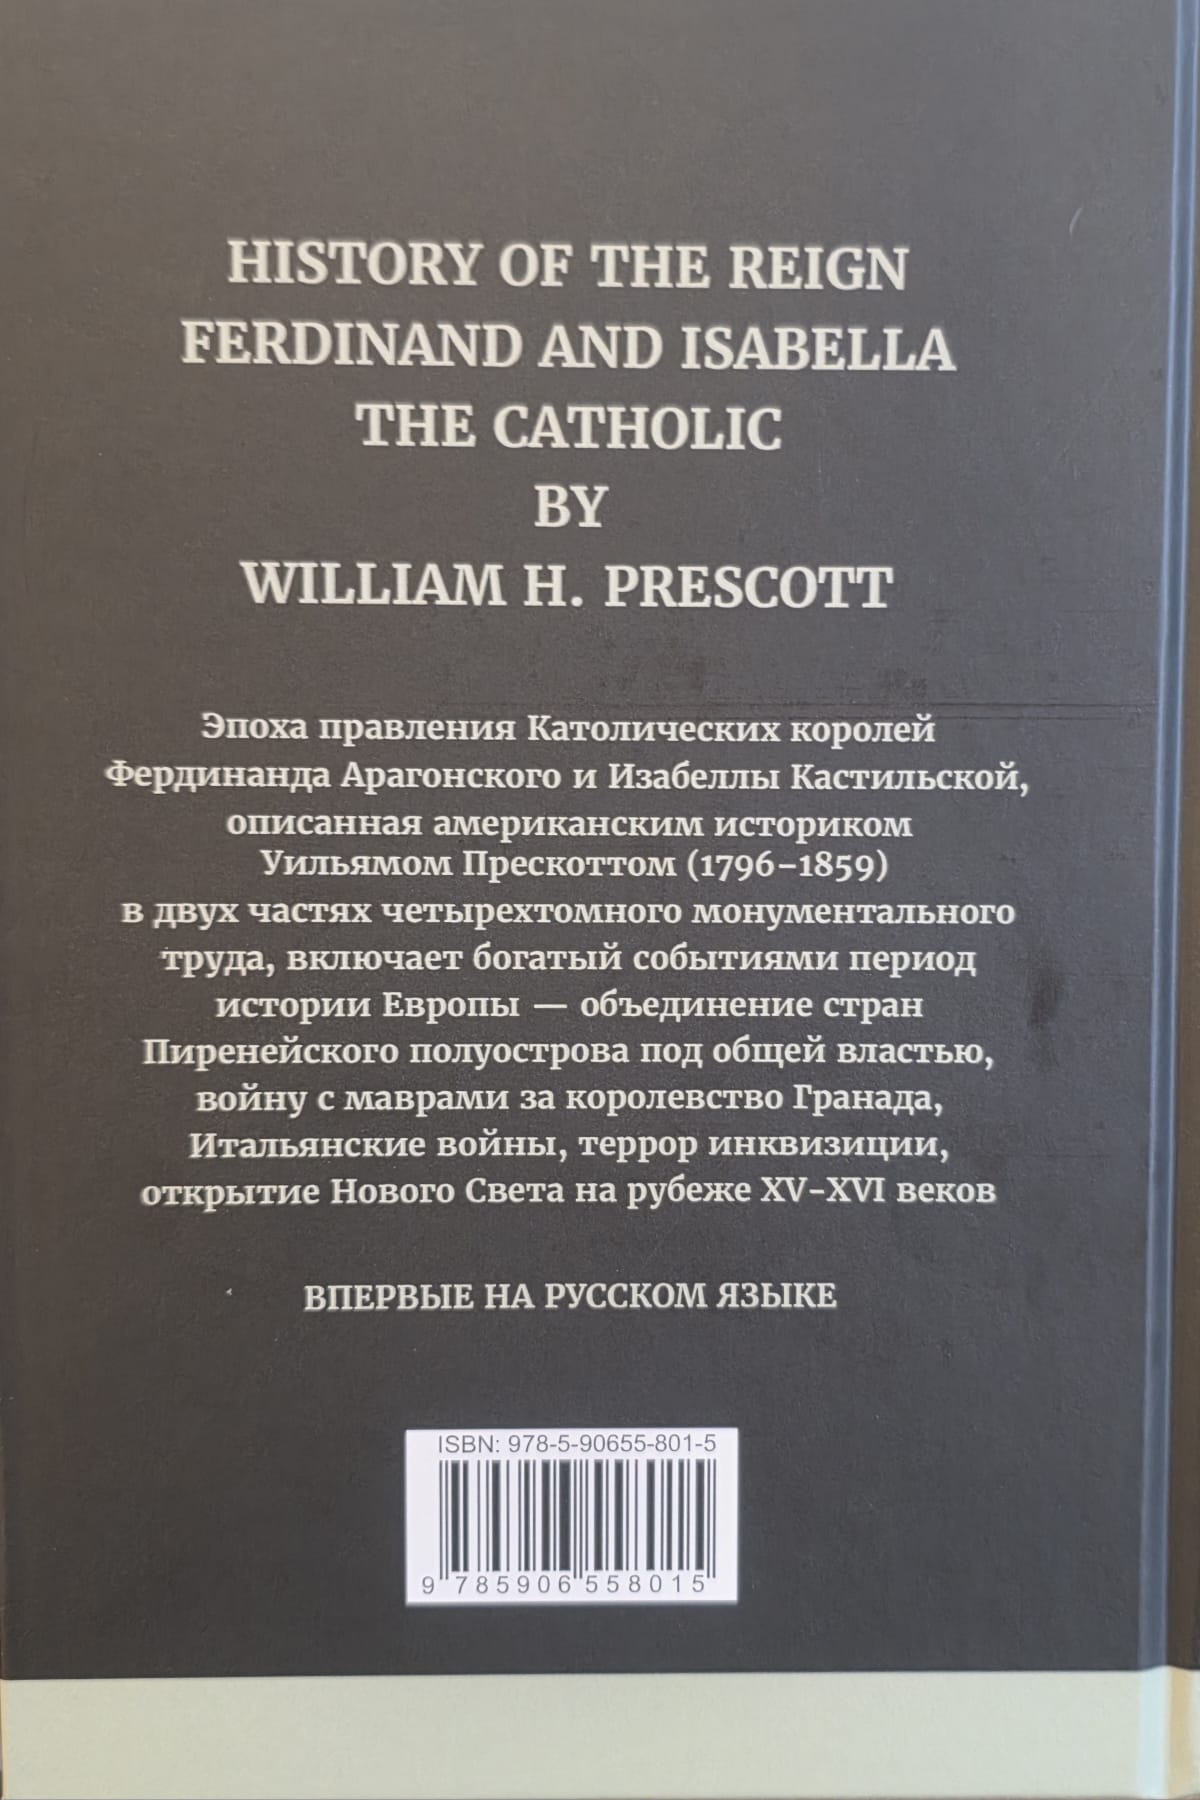 HISTORY OF THE REIGN
FERDINAND AND ISABELLA
THE CATHOLIC
BY
WILLIAM H. PRESCOTT
Эпоха правления Католических королей
Фердинанда Арагонского и Изабеллы Кастильской,
описанная американским историком
Уильямом Прескоттом (1796–1859)
в двух частях четырехтомного монументального
труда, включает богатый событиями период
истории Европы — объединение стран
Пиренейского полуострова под общей властью,
войну с маврами за королевство Гранада,
Итальянские войны, террор инквизиции,
открытие Нового Света на рубеже XV–XVI веков
ВПЕРВЫЕ НА РУССКОМ ЯЗЫКЕ
ISBN: 978-5-90655-801-5
9 785906 558015